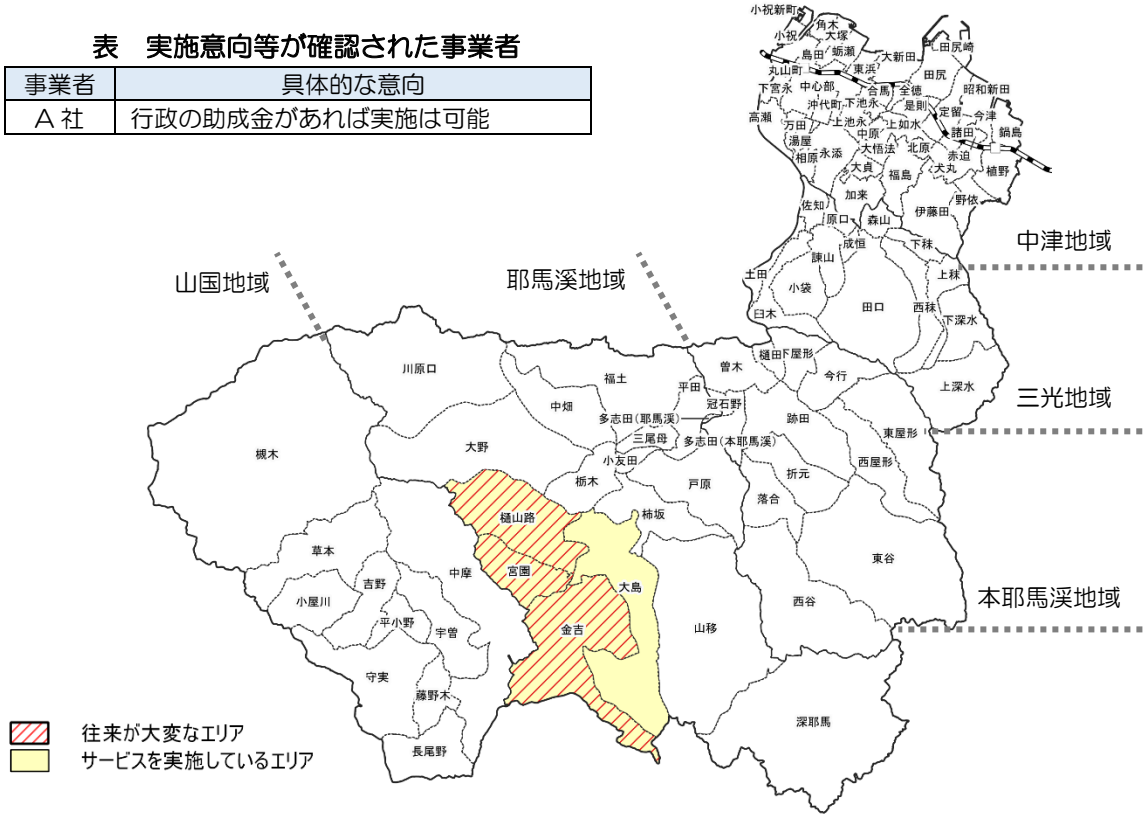 表 実施意向等が確認された事業者
事業者 具体的な意向
A 社 行政の助成金があれば実施は可能
小祝新町
角木
小祝
大塚
島田
蛎瀬
大新田
田尻崎
丸山町
東浜
田尻
下宮永
中心部
合馬
全徳
昭和新田
沖代町
下池永
是則
定留
今津
高瀬
万田
上池永
中原
上如水
諸田
鍋島
湯屋
大悟法
北原
赤迫
相原
永添
大貞
福島
犬丸
植野
加来
野依
佐知
原口
森山
伊藤田
成恒
下秣
中津地域
諌山
土田
上秣
小袋
田口
西秣
臼木
下深水
上深水
三光地域
山国地域
耶馬溪地域
川原口
福土
曽木
樋田
下屋形
今行
中畑
平田
冠石野
跡田
東屋形
多志田(耶馬溪)
三尾母
多志田(本耶馬溪)
大野
小友田
西屋形
槻木
栃木
戸原
折元
落合
樋山路
柿坂
草本
中摩
宮園
東谷
吉野
大島
小屋川
西谷
本耶馬溪地域
平小野
宇曽
金吉
山移
守実
藤野木
深耶馬
長尾野
往来が大変なエリア
サービスを実施しているエリア